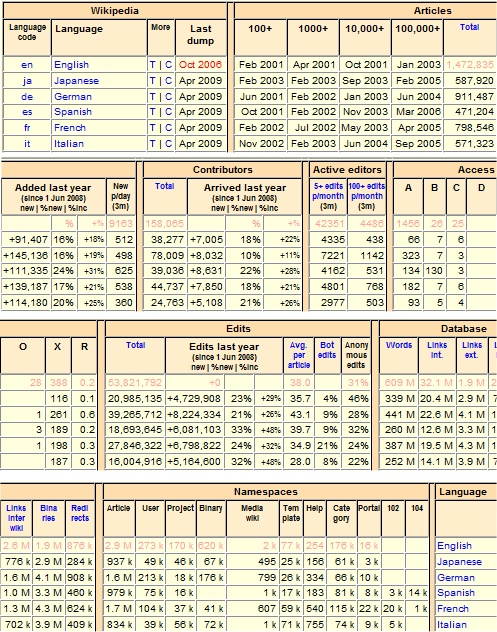 Wikipedia Articles
Language code Language More Last dump 100+ 1000+ 10,000+ 100,000+ Total
en English T | C Oct 2006 Feb 2001 Apr 2001 Oct 2001 Jan 2003 1,472,835
ja Japanese T | C Apr 2009 Feb 2003 Feb 2003 Sep 2003 Feb 2005 587,920
de German T | C Apr 2009 Jun 2001 Feb 2002 Jan 2003 Jun 2004 911,487
es Spanish T | C Apr 2009 Oct 2001 Feb 2002 Nov 2003 Mar 2006 471,204
fr French T | C Apr 2009 Feb 2002 Jul 2002 May 2003 Apr 2005 798,546
it Italian T | C Apr 2009 Nov 2002 Feb 2003 Jun 2004 Sep 2005 571,323
Contributors Active editors Access
Added last year (since 1 Jun 2008) new | %new | %inc New p/day (3m) Total Arrived last year (since 1 Jun 2008) new | %new | %inc 5+ edits p/month (3m) 100+ edits p/month (3m) A B C D
% +% 9163 158,065 % +% 42351 4486 1456 26 25
+91,407 16% +18% 512 38,277 +7,005 18% +22% 4335 438 66 7 6
+145,136 16% +19% 498 78,009 +8,032 10% +11% 7221 1142 323 7 3
+111,335 24% +31% 625 39,036 +8,631 22% +28% 4162 531 134 130 3
+139,187 17% +21% 538 44,737 +7,850 18% +21% 4801 768 182 7 6
+114,180 20% +25% 360 24,763 +5,108 21% +26% 2977 503 93 5 4
Edits Database
O X R Total Edits last year (since 1 Jun 2008) new | %new | %inc Avg. per article Bot edits Anony mous edits Words Links int. Links ext.
28 388 0.2 53,821,792 +0 38.0 31% 609 M 32.1 M 1.9 M
116 0.1 20,985,135 +4,729,908 23% +29% 35.7 4% 46% 339 M 20.4 M 2.9 M
1 261 0.6 39,265,712 +8,224,334 21% +26% 43.1 9% 28% 441 M 22.6 M 4.1 M
3 189 0.2 18,693,645 +6,081,103 33% +48% 39.7 9% 32% 260 M 12.6 M 3.3 M
1 198 0.3 27,846,322 +6,798,822 24% +32% 34.9 21% 24% 387 M 19.5 M 4.3 M
187 0.3 16,004,916 +5,164,600 32% +48% 28.0 8% 22% 252 M 14.1 M 3.9 M
Namespaces Language
Links inter wiki Bina ries Redi rects Article User Project Binary Media wiki Tem plate Help Cate gory Portal 102 104
2.6 M 1.9 M 876 k 2.9 M 273 k 170 k 620 k 2 k 77 k 254 176 k 16 k English
776 k 2.9 M 284 k 937 k 49 k 46 k 67 k 495 25 k 156 61 k 3 k Japanese
1.6 M 4.1 M 908 k 1.6 M 213 k 18 k 176 k 799 26 k 334 66 k 10 k German
1.0 M 3.3 M 460 k 979 k 75 k 16 k 1 k 17 k 183 81 k 8 k 3 k 14 k Spanish
1.3 M 4.3 M 624 k 1.7 M 104 k 37 k 41 k 607 59 k 540 115 k 22 k 20 k 1 k French
702 k 3.9 M 409 k 834 k 39 k 56 k 72 k 1 k 71 k 755 74 k 9 k 5 k Italian